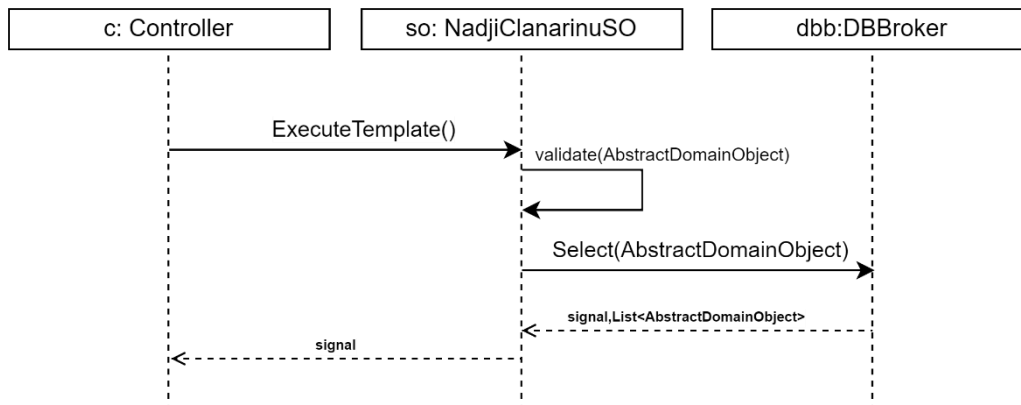 c: Controller
so: NadjiClanarinuSO
dbb:DBBroker
ExecuteTemplate()
validate(AbstractDomainObject)
Select(AbstractDomainObject)
signal,List<AbstractDomainObject>
signal